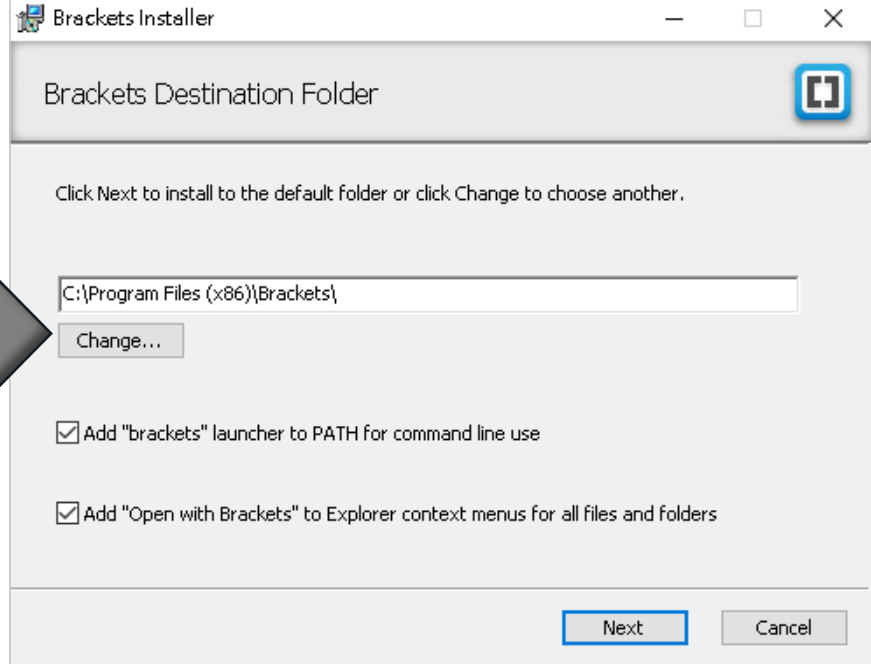 Brackets Installer
Brackets Destination Folder
Click Next to install to the default folder or click Change to choose another.
C:\Program Files (x86)\Brackets\
Change...
Add "brackets" launcher to PATH for command line use
Add "Open with Brackets" to Explorer context menus for all files and folders
Next Cancel